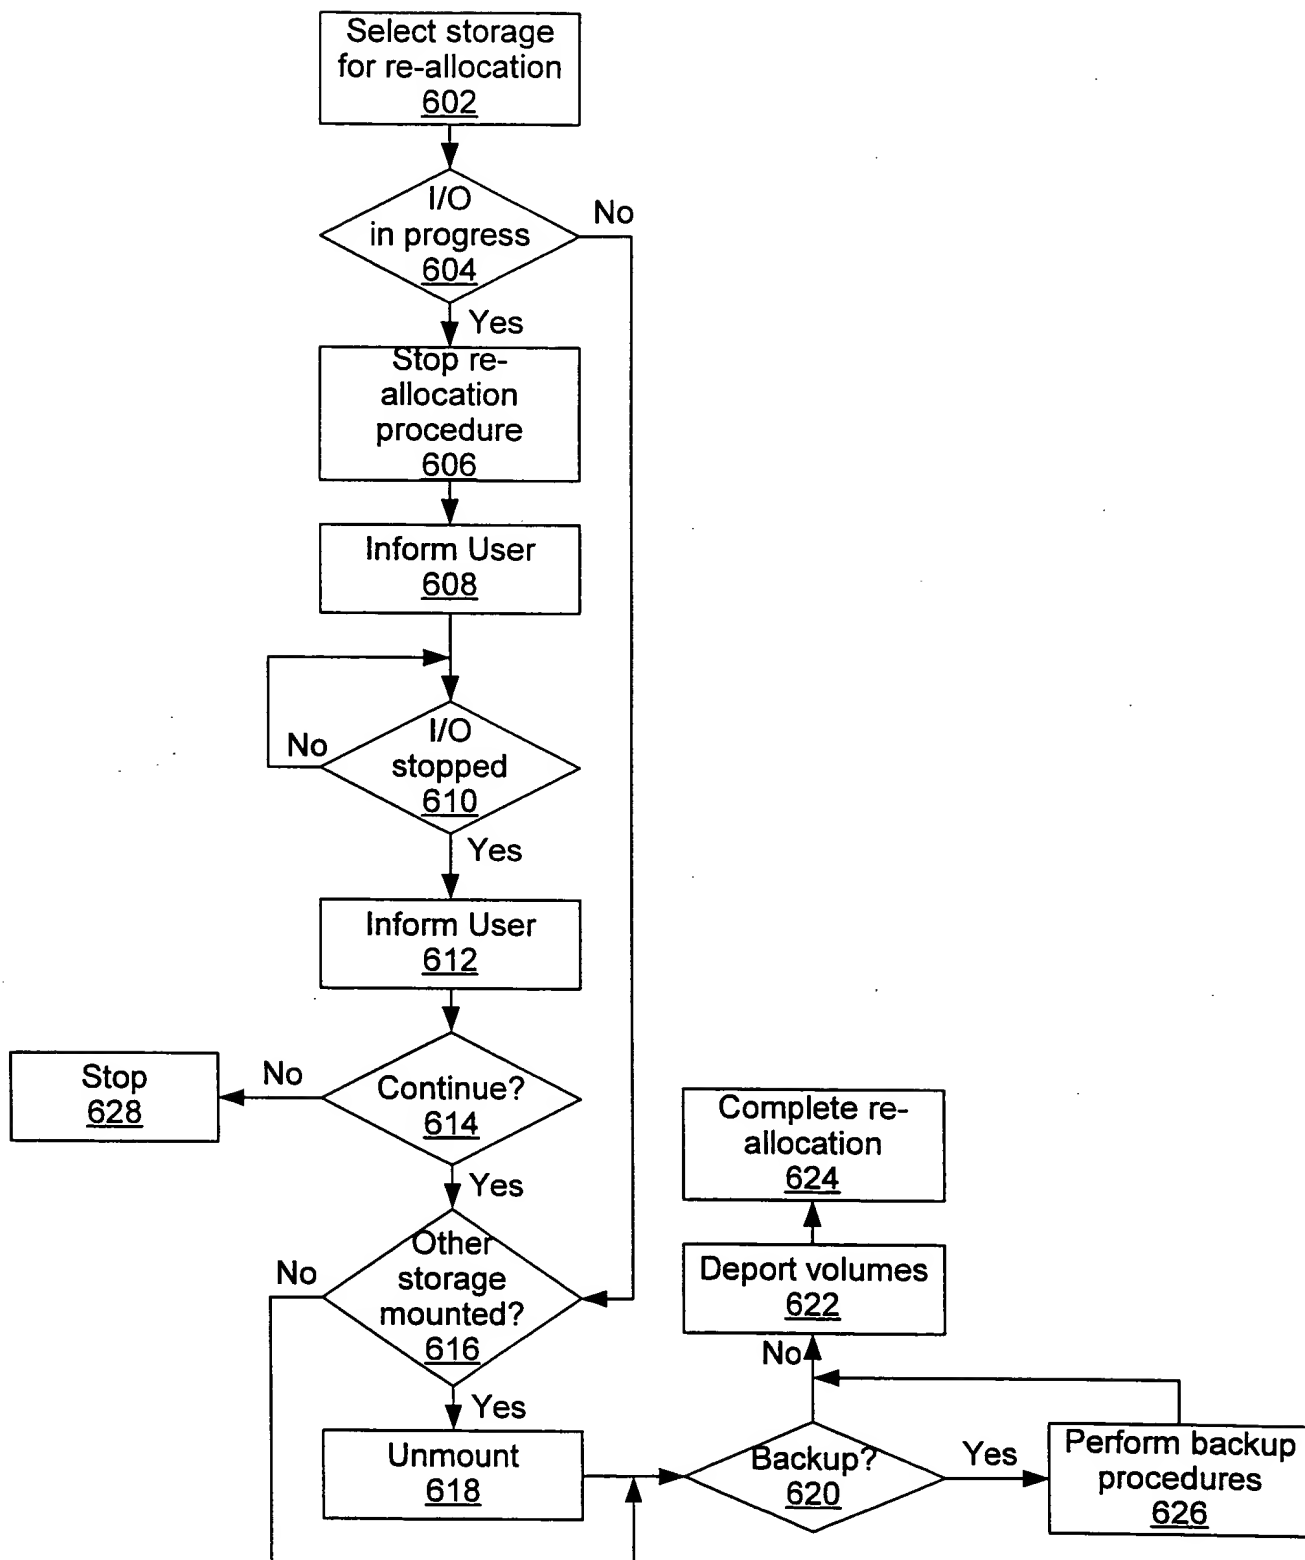 Select storage
for re-allocation
602
I/O
in progress
604
No
Yes
Stop re-
allocation
procedure
606
Inform User
608
I/O
stopped
610
No
Yes
Inform User
612
Continue?
614
No
Stop
628
Yes
Other
storage
mounted?
616
No
Yes
Unmount
618
Backup?
620
Yes
Perform backup
procedures
626
No
Deport volumes
622
Complete re-
allocation
624